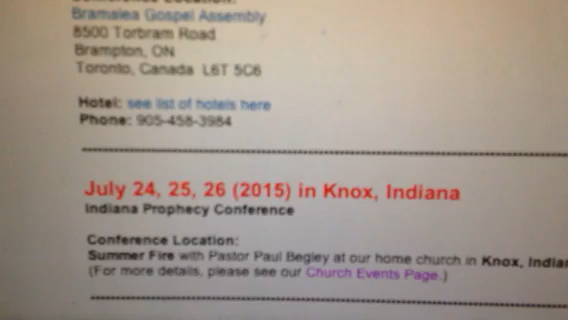 Conference Location:
Bramalea Gospel Assembly
8500 Torbram Road
Brampton, ON
Toronto, Canada L6T 5C6
Hotel: see list of hotels here
Phone: 905-458-3984
July 24, 25, 26 (2015) in Knox, Indiana
Indiana Prophecy Conference
Conference Location:
Summer Fire with Pastor Paul Begley at our home church in Knox,
(For more details, please see our Church Events Page.)